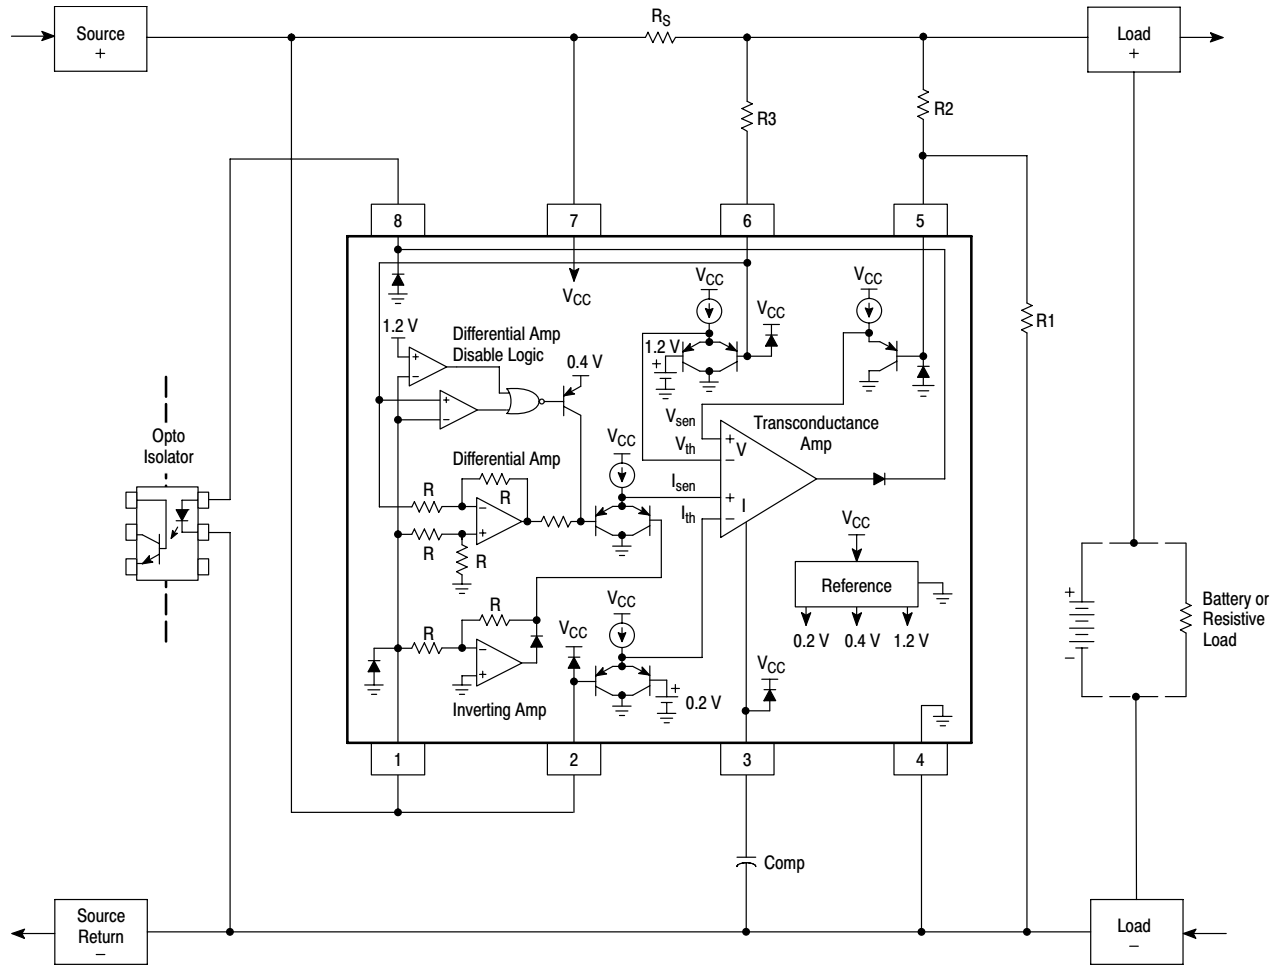 Source
+
RS
Load
+
R3
R2
8
7
6
5
VCC
VCC
VCC
VCC
1.2 V
Differential Amp
Disable Logic
0.4 V
1.2 V
+
R1
+
−
+
−
Opto
Isolator
Vsen
Vth
Isen
Ith
Transconductance
Amp
+
V
−
+
I
−
Differential Amp
VCC
R
R
−
+
R
R
VCC
Reference
0.2 V
0.4 V
1.2 V
+
−
Battery or
Resistive
Load
R
R
−
+
Inverting Amp
VCC
VCC
+
0.2 V
VCC
1
2
3
4
Comp
Source
Return
−
Load
−